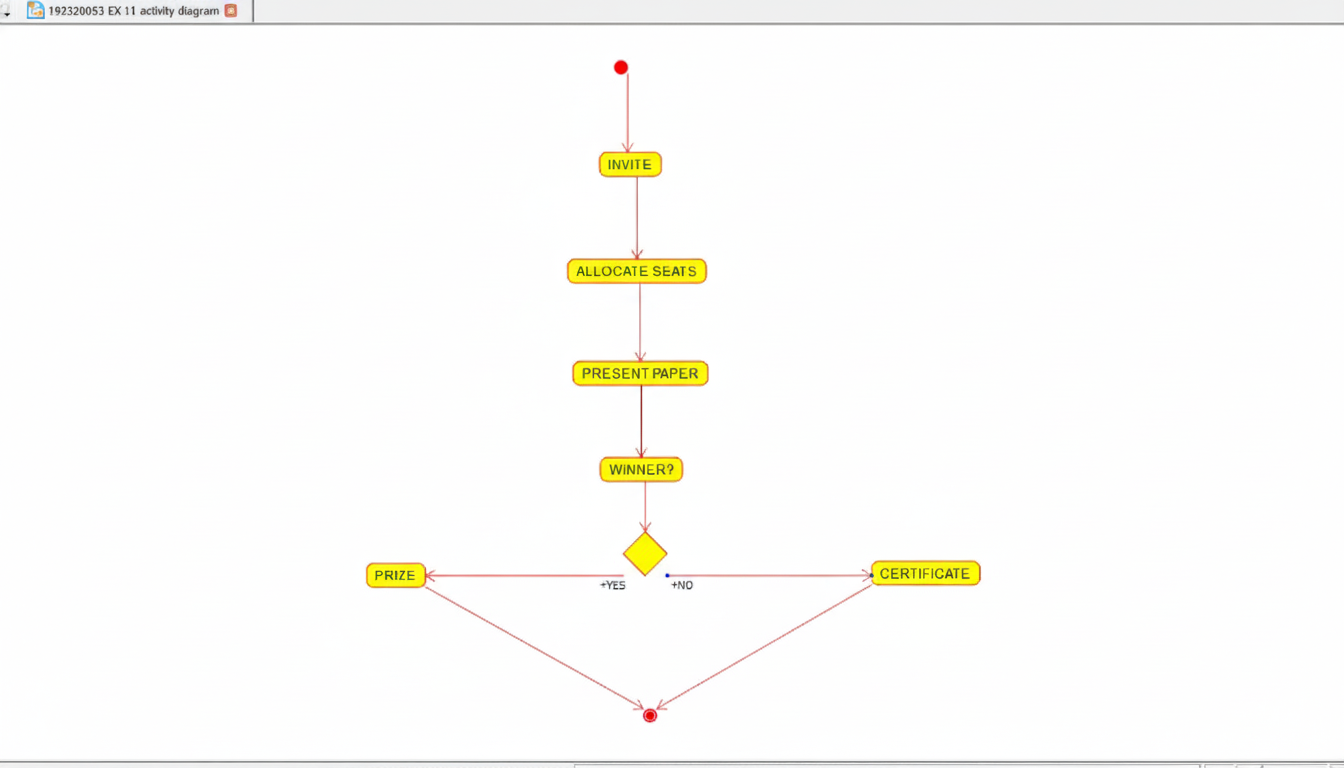 192320053 EX 11 activity diagram
INVITE
ALLOCATE SEATS
PRESENT PAPER
WINNER?
PRIZE
CERTIFICATE
+YES
+NO